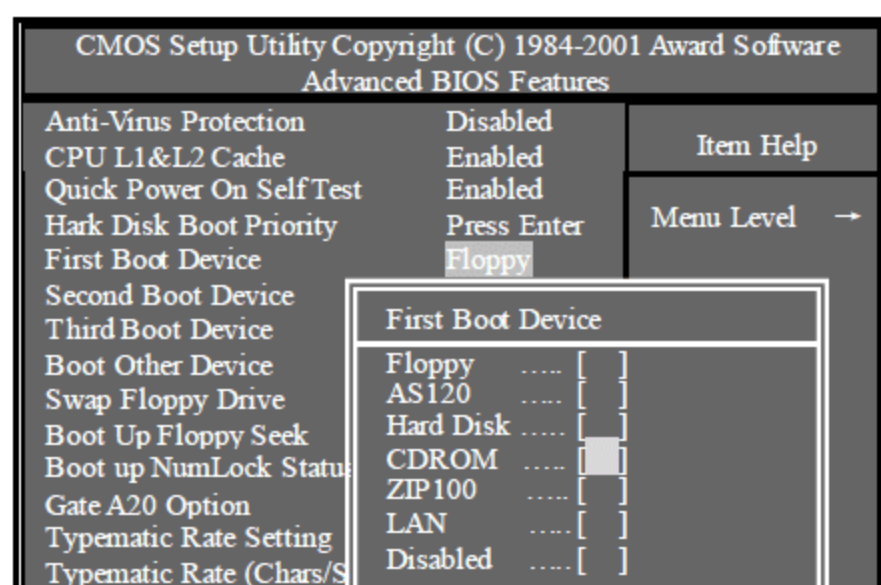 CMOS Setup Utility Copyright (C) 1984-2001 Award Software
Advanced BIOS Features
Anti-Virus Protection Disabled
CPU L1&L2 Cache Enabled
Quick Power On Self Test Enabled
Hark Disk Boot Priority Press Enter
First Boot Device Floppy
Second Boot Device
Third Boot Device
Boot Other Device
Swap Floppy Drive
Boot Up Floppy Seek
Boot up NumLock Statu
Gate A20 Option
Typematic Rate Setting
Typematic Rate (Chars/S
Item Help
Menu Level →
First Boot Device
Floppy ..... [ ]
AS120 ..... [ ]
Hard Disk ..... [ ]
CDROM ..... [ ]
ZIP100 ..... [ ]
LAN .....[ ]
Disabled .....[ ]